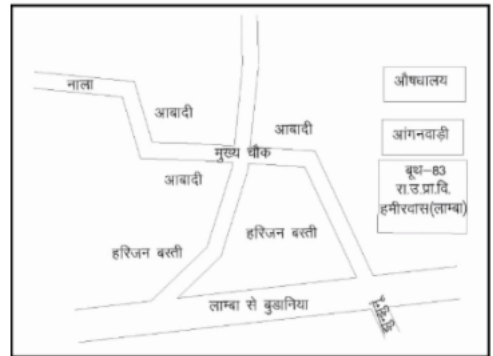 नाला
आबादी
आबादी
औषधालय
मुख्य चौक
आंगनवाड़ी
आबादी
बूथ–83
रा.उ.प्रा.वि.
हमीरवास(लाम्बा)
हरिजन बस्ती
हरिजन बस्ती
लाम्बा से बुडानिया